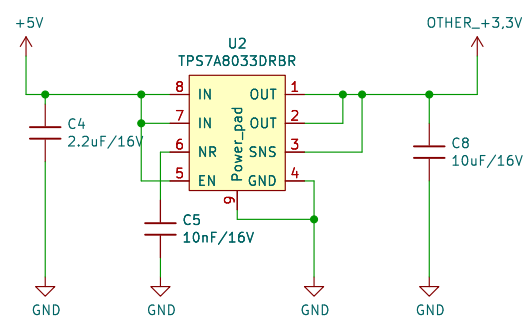 +5V
OTHER_+3,3V
U2
TPS7A8033DRBR
8 IN OUT 1
7 IN OUT 2
6 NR SNS 3
5 EN GND 4
Power_pad
9
C4
2.2uF/16V
C8
10uF/16V
C5
10nF/16V
GND
GND
GND
GND